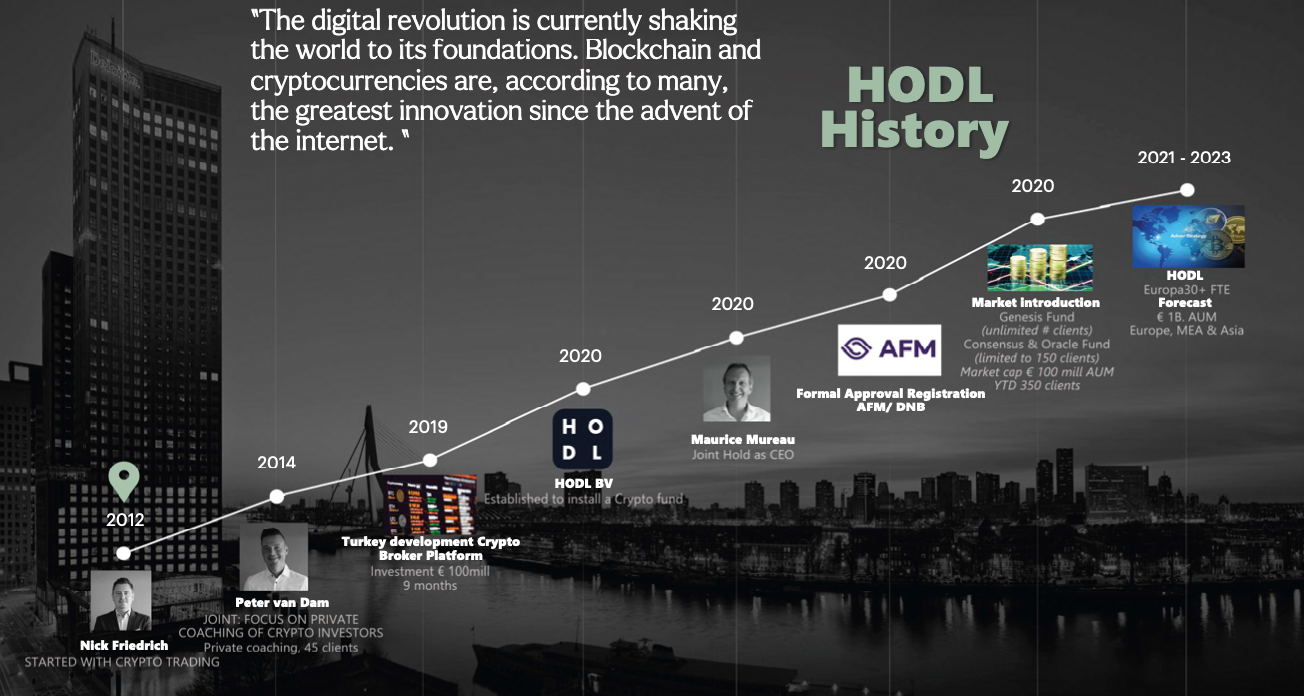 "The digital revolution is currently shaking
the world to its foundations. Blockchain and
cryptocurrencies are, according to many,
the greatest innovation since the advent of
the internet. "
HODL
History
2012
Nick Friedrich
STARTED WITH CRYPTO TRADING
2014
Peter van Dam
JOINT: FOCUS ON PRIVATE
COACHING OF CRYPTO INVESTORS
Private coaching, 45 clients
2019
Turkey development Crypto
Broker Platform
Investment € 100mill
9 months
2020
H O
D L
HODL BV
Established to install a Crypto fund
2020
Maurice Mureau
Joint Hold as CEO
2020
AFM
Formal Approval Registration
AFM/ DNB
2020
Market introduction
Genesis Fund
(unlimited # clients)
Consensus & Oracle Fund
(limited to 150 clients)
Market cap € 100 mill AUM
YTD 350 clients
2021 - 2023
HODL
Europa30+ FTE
Forecast
€ 1B. AUM
Europe, MEA & Asia